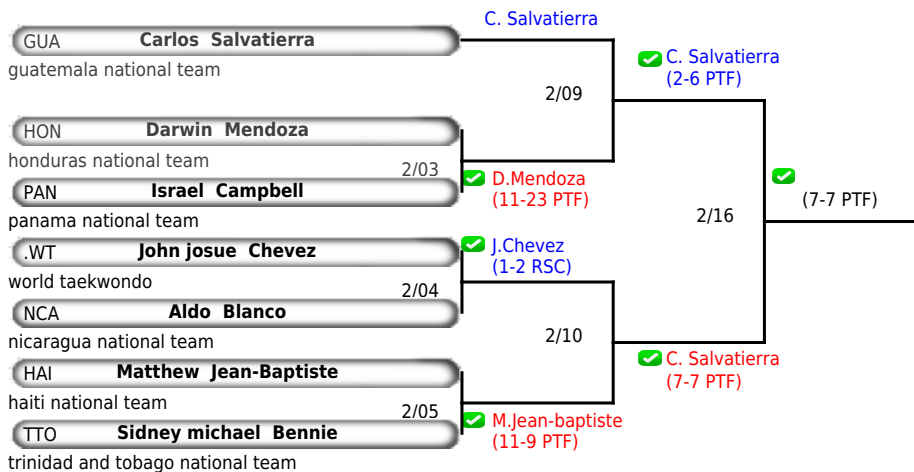 C. Salvatierra
GUA Carlos Salvatierra
guatemala national team
C. Salvatierra
(2-6 PTF)
2/09
HON Darwin Mendoza
honduras national team
2/03
D.Mendoza
(11-23 PTF)
PAN Israel Campbell
panama national team
(7-7 PTF)
2/16
.WT John josue Chevez
world taekwondo
J.Chevez
(1-2 RSC)
2/04
NCA Aldo Blanco
nicaragua national team
2/10
C. Salvatierra
(7-7 PTF)
HAI Matthew Jean-Baptiste
haiti national team
2/05
M.Jean-baptiste
(11-9 PTF)
TTO Sidney michael Bennie
trinidad and tobago national team